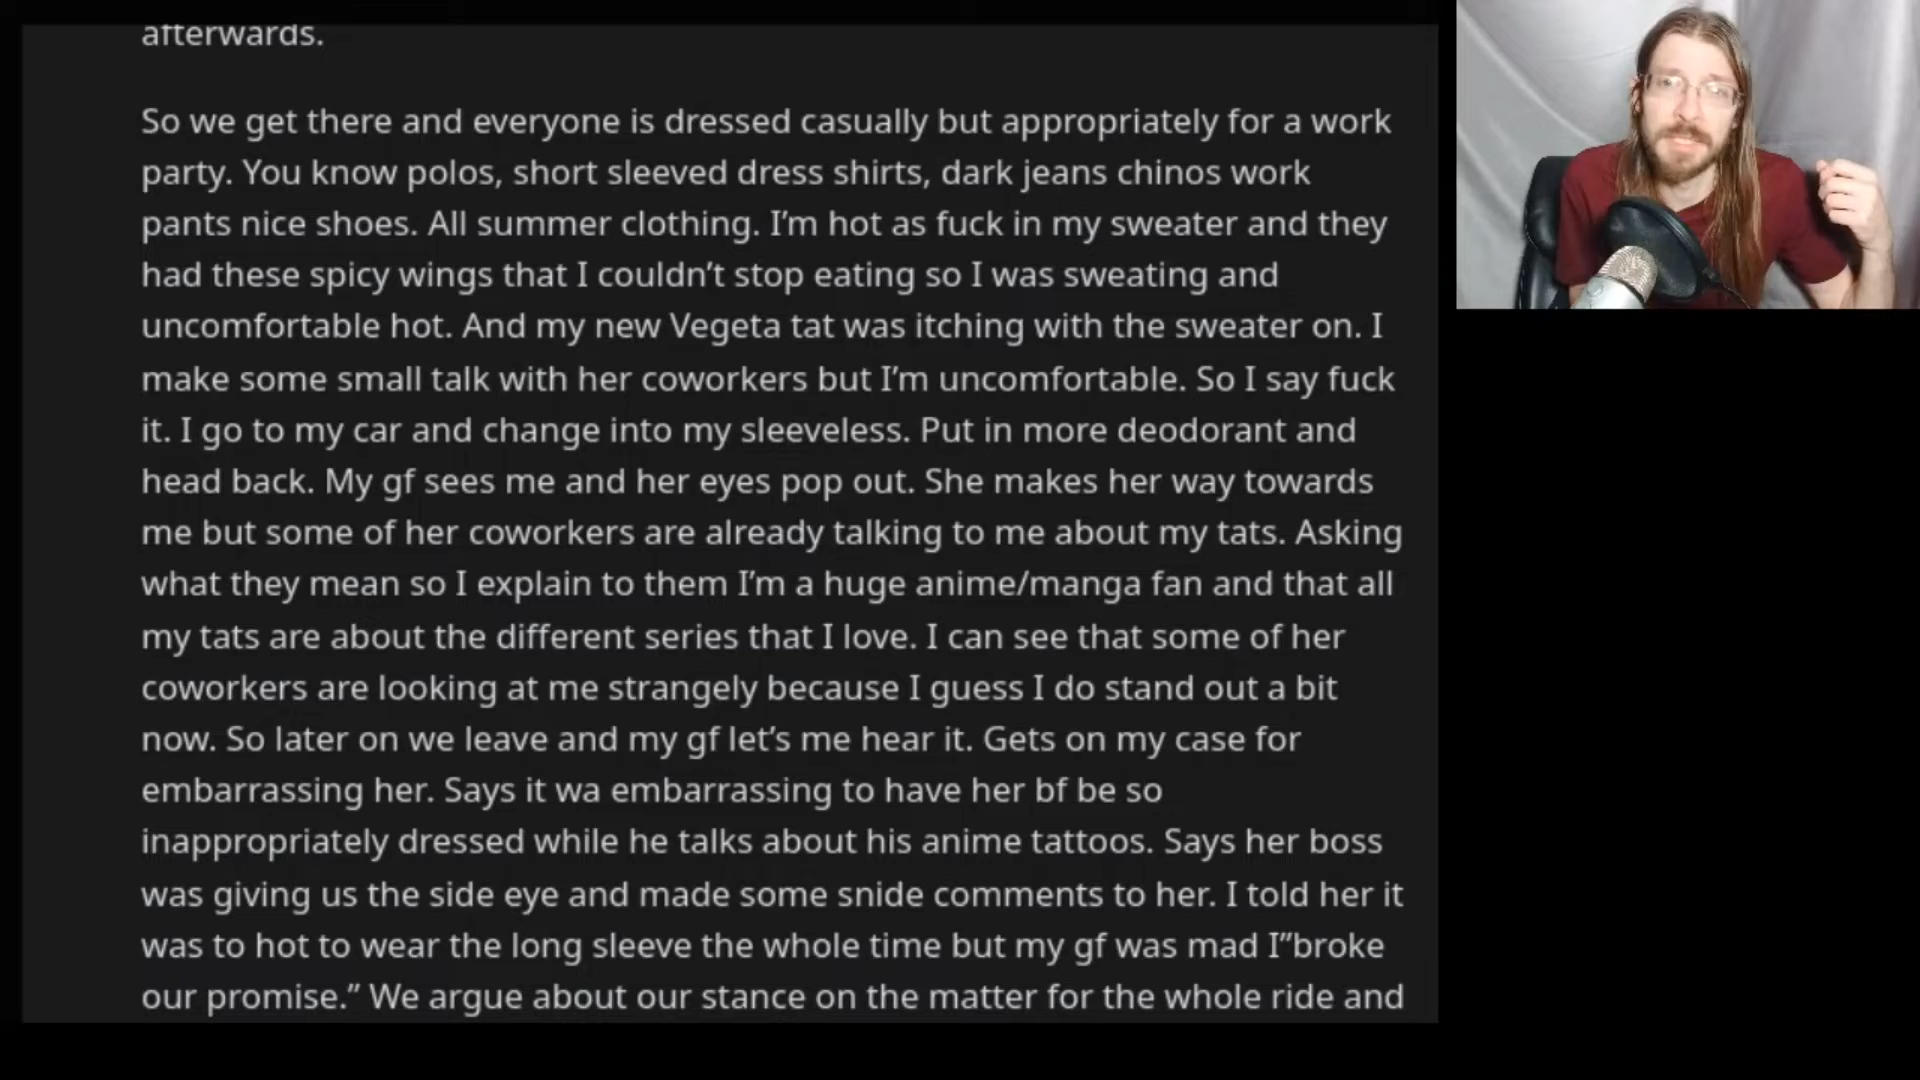 afterwards.
So we get there and everyone is dressed casually but appropriately for a work
party. You know polos, short sleeved dress shirts, dark jeans chinos work
pants nice shoes. All summer clothing. I’m hot as fuck in my sweater and they
had these spicy wings that I couldn’t stop eating so I was sweating and
uncomfortable hot. And my new Vegeta tat was itching with the sweater on. I
make some small talk with her coworkers but I’m uncomfortable. So I say fuck
it. I go to my car and change into my sleeveless. Put in more deodorant and
head back. My gf sees me and her eyes pop out. She makes her way towards
me but some of her coworkers are already talking to me about my tats. Asking
what they mean so I explain to them I’m a huge anime/manga fan and that all
my tats are about the different series that I love. I can see that some of her
coworkers are looking at me strangely because I guess I do stand out a bit
now. So later on we leave and my gf let’s me hear it. Gets on my case for
embarrassing her. Says it wa embarrassing to have her bf be so
inappropriately dressed while he talks about his anime tattoos. Says her boss
was giving us the side eye and made some snide comments to her. I told her it
was to hot to wear the long sleeve the whole time but my gf was mad I”broke
our promise.” We argue about our stance on the matter for the whole ride and